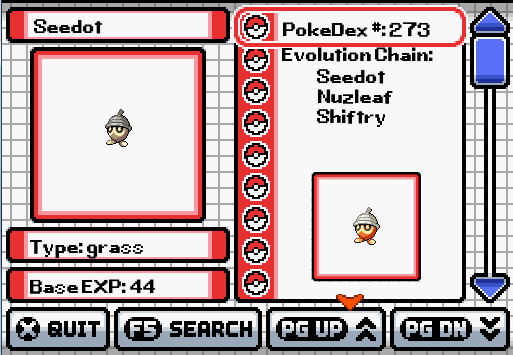 Seedot
PokeDex #:273
Evolution Chain:
Seedot
Nuzleaf
Shiftry
Type:grass
Base EXP: 44
X QUIT
F5 SEARCH
PG UP
PG DN